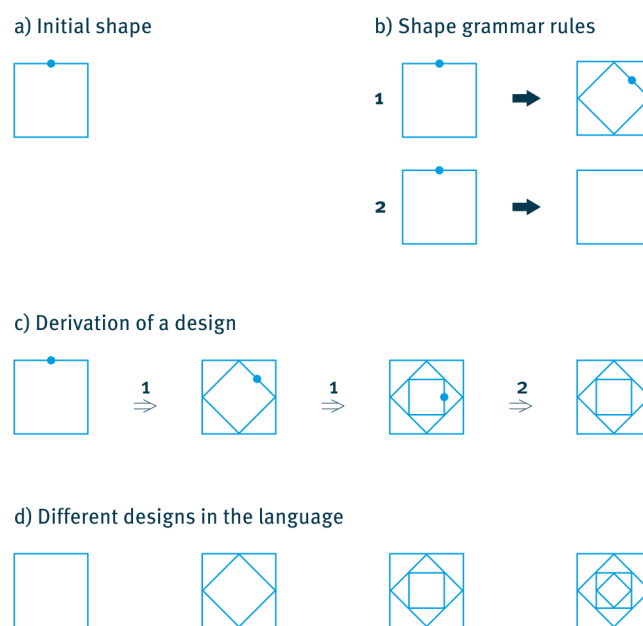 a) Initial shape
b) Shape grammar rules
1
2
c) Derivation of a design
1
1
2
d) Different designs in the language